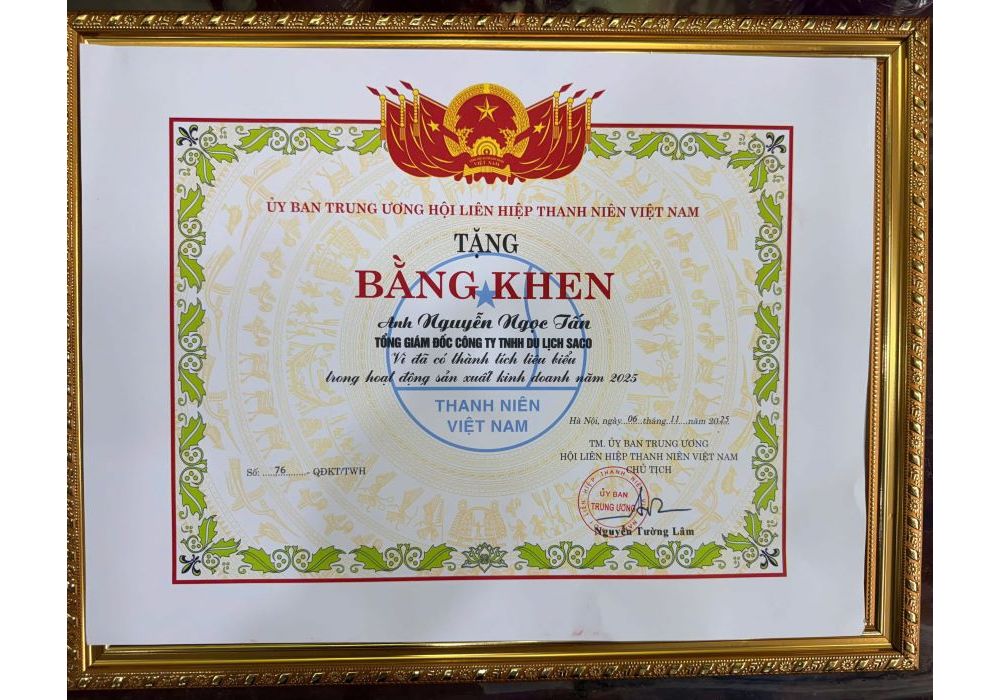 VIỆT NAM
ỦY BAN TRUNG ƯƠNG HỘI LIÊN HIỆP THANH NIÊN VIỆT NAM
TẶNG
BẰNG KHEN
Anh Nguyễn Ngọc Tấn
TỔNG GIÁM ĐỐC CÔNG TY TNHH DU LỊCH SACO
Vì đã có thành tích tiêu biểu
trong hoạt động sản xuất kinh doanh năm 2025
THANH NIÊN
VIỆT NAM
Hà Nội, ngày...06...tháng..11....năm 2025
TM. ỦY BAN TRUNG ƯƠNG
HỘI LIÊN HIỆP THANH NIÊN VIỆT NAM
CHỦ TỊCH
Số: .....76.......- QĐKT/TWH
ỦY BAN
TRUNG ƯƠNG
Nguyễn Tường Lâm